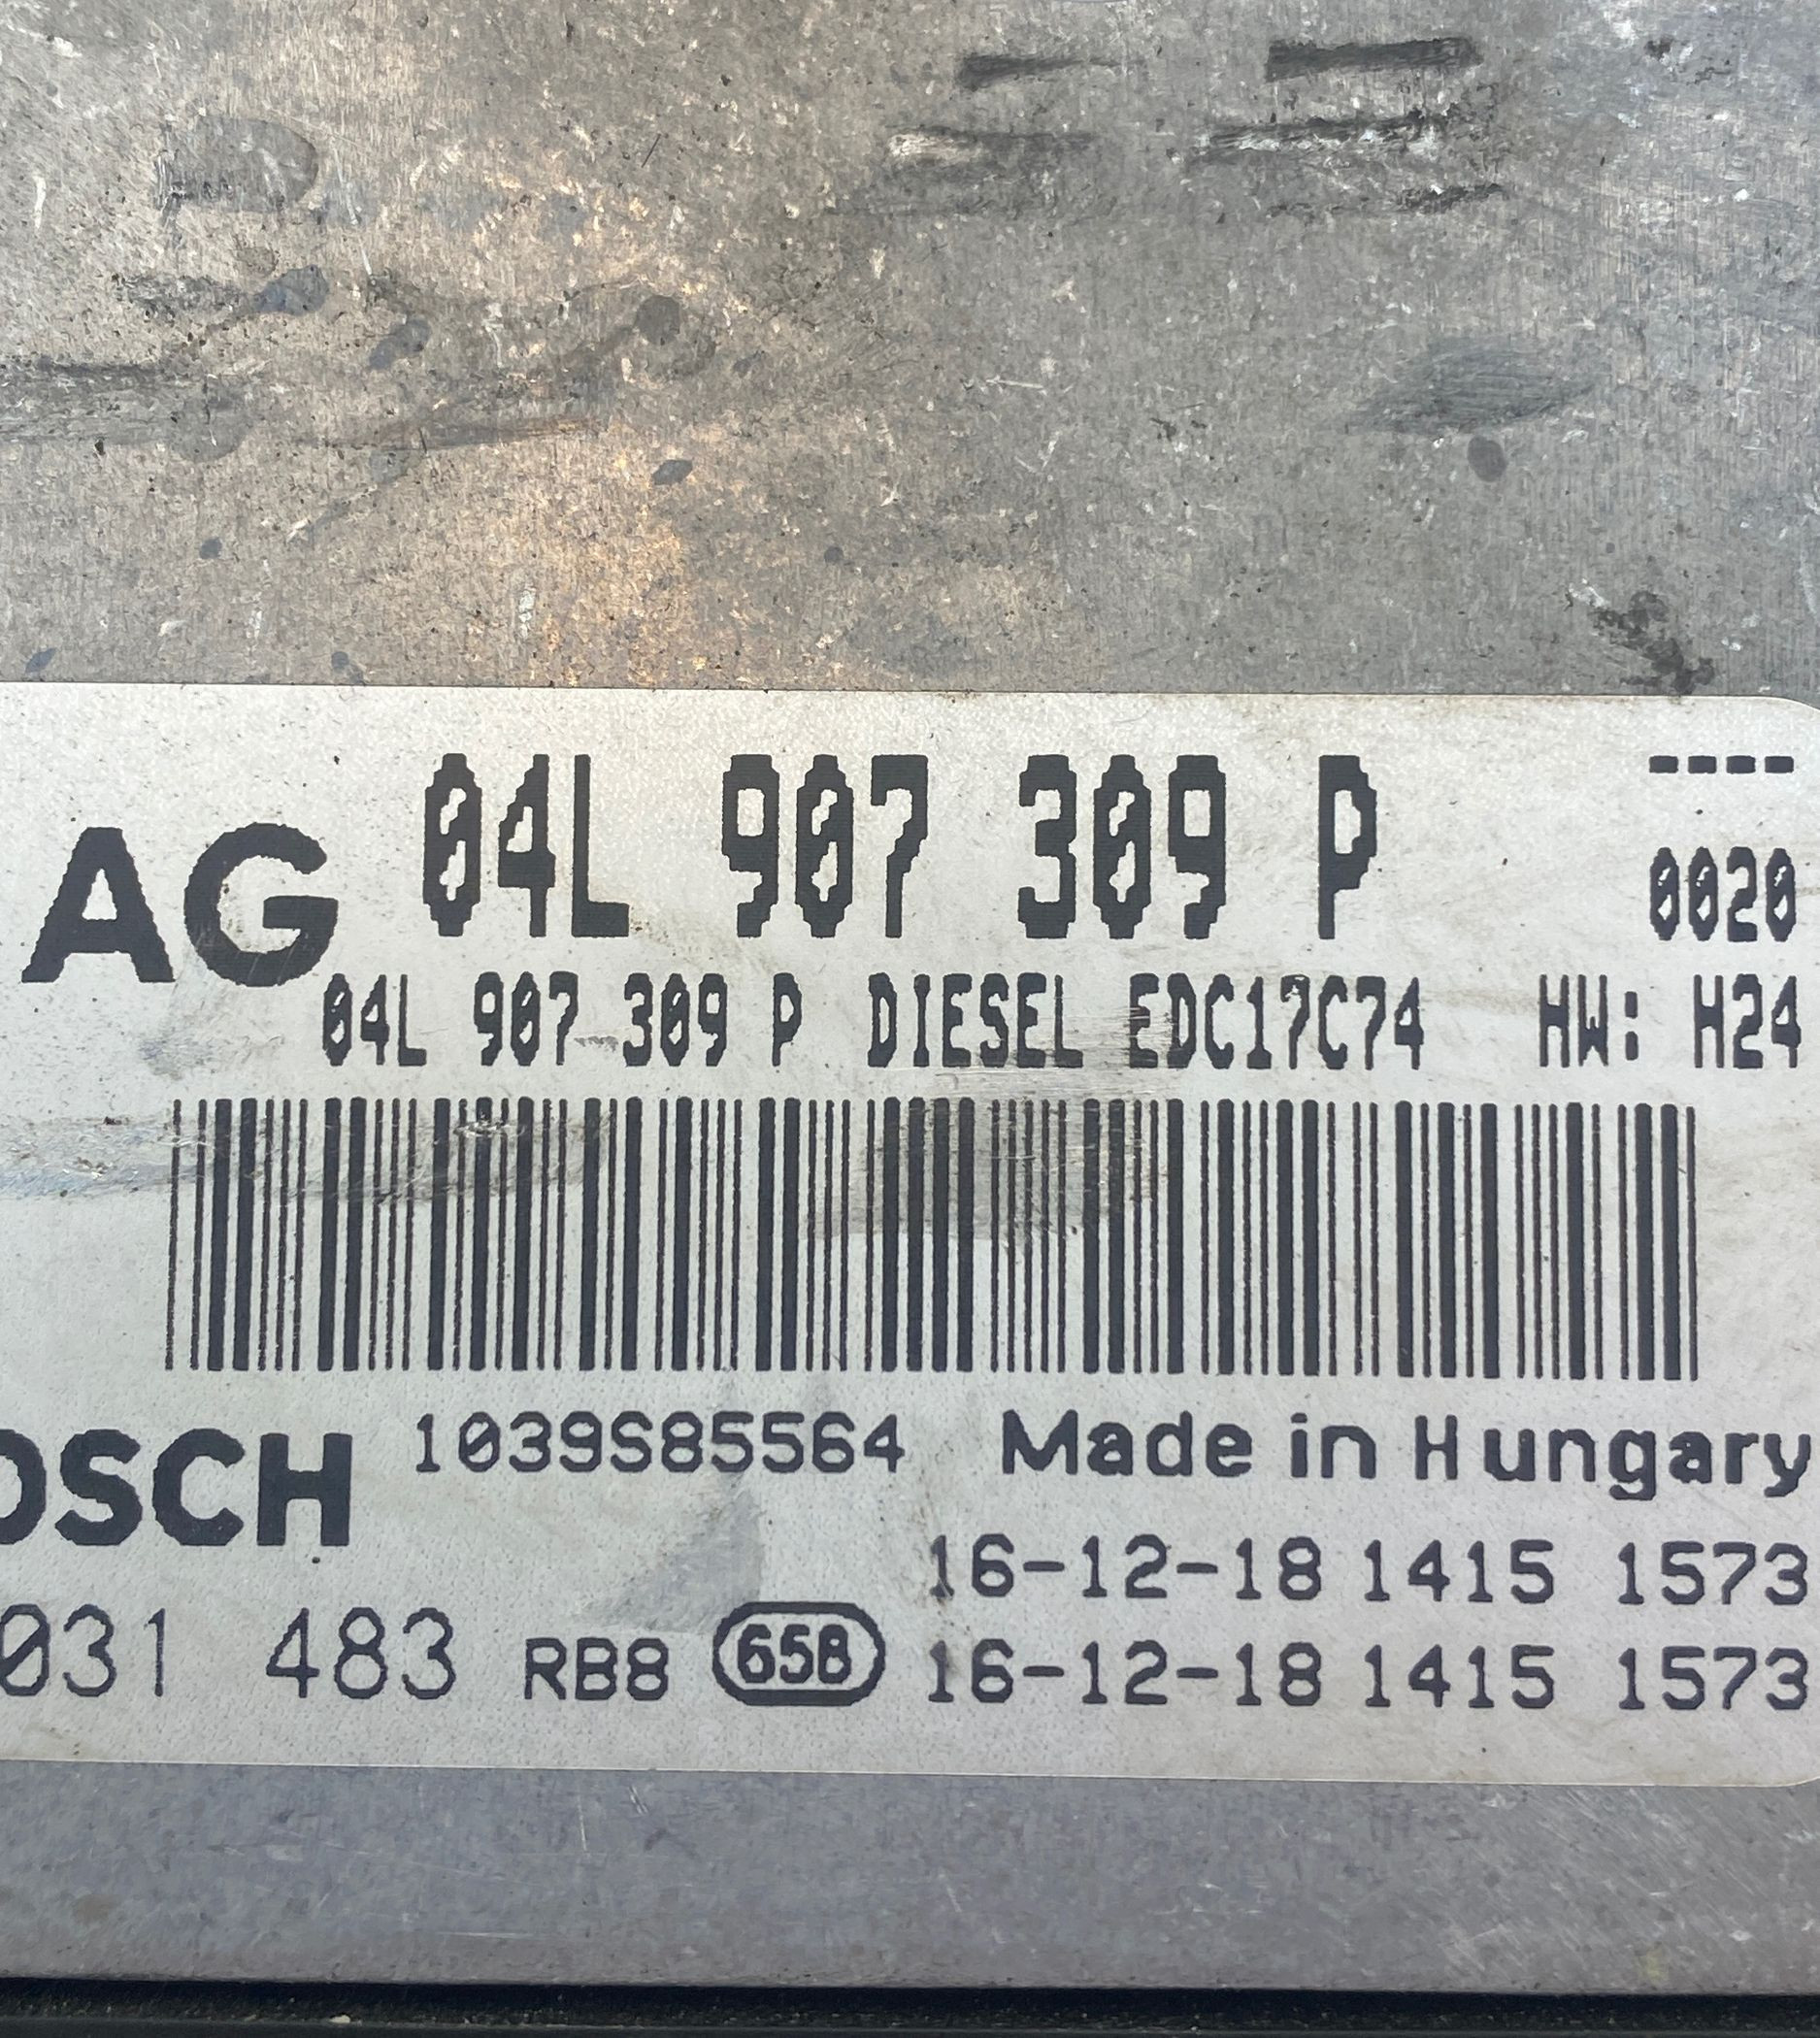 AG 04L 907 309 P ----
0020
04L 907 309 P DIESEL EDC17C74 HW: H24
OSCH 1039S85564 Made in Hungary
16-12-18 1415 1573
031 483 RB8 658 16-12-18 1415 1573